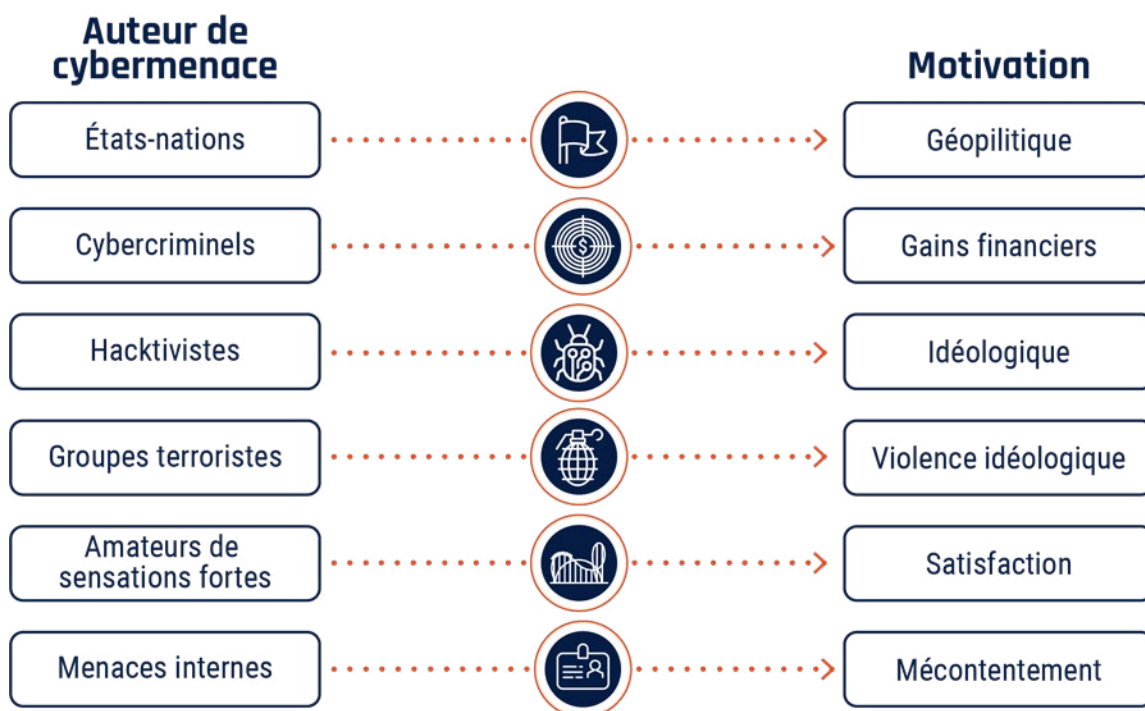 Auteur de
cybermenace
Motivation
États-nations
Géopilitique
Cybercriminels
$
Gains financiers
Hacktivistes
Idéologique
Groupes terroristes
Violence idéologique
Amateurs de
sensations fortes
Satisfaction
Menaces internes
Mécontentement